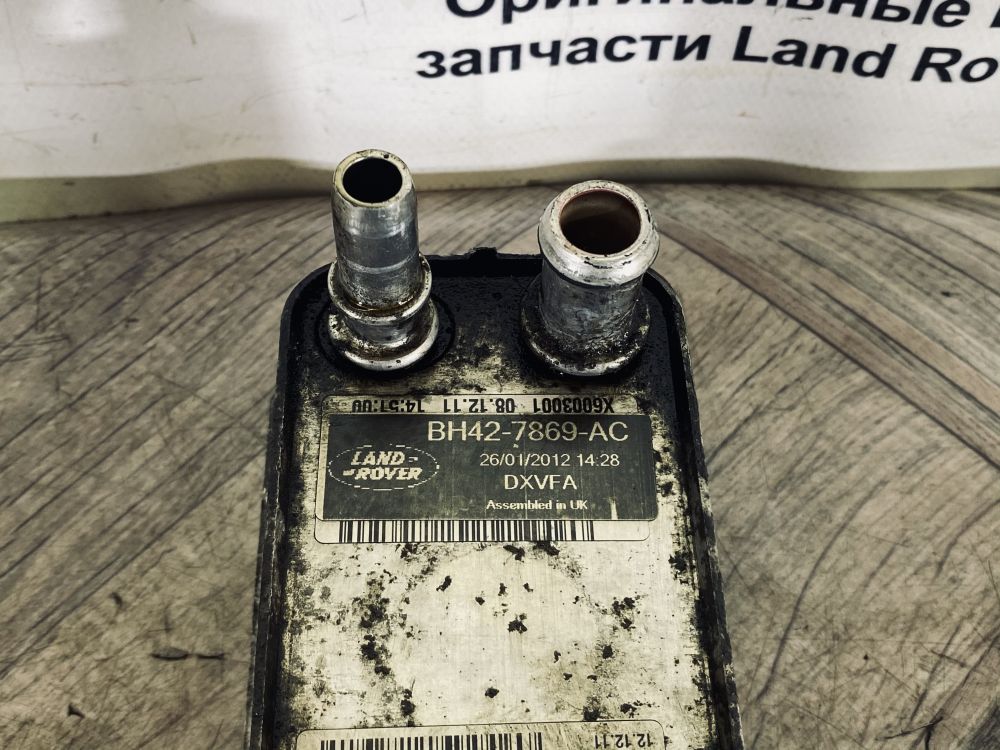 Оригинальные
запчасти Land Ro
X6003001 08.12.11 14:51:00
BH42-7869-AC
LAND
ROVER
26/01/2012 14:28
DXVFA
Assembled in UK
12.12.11